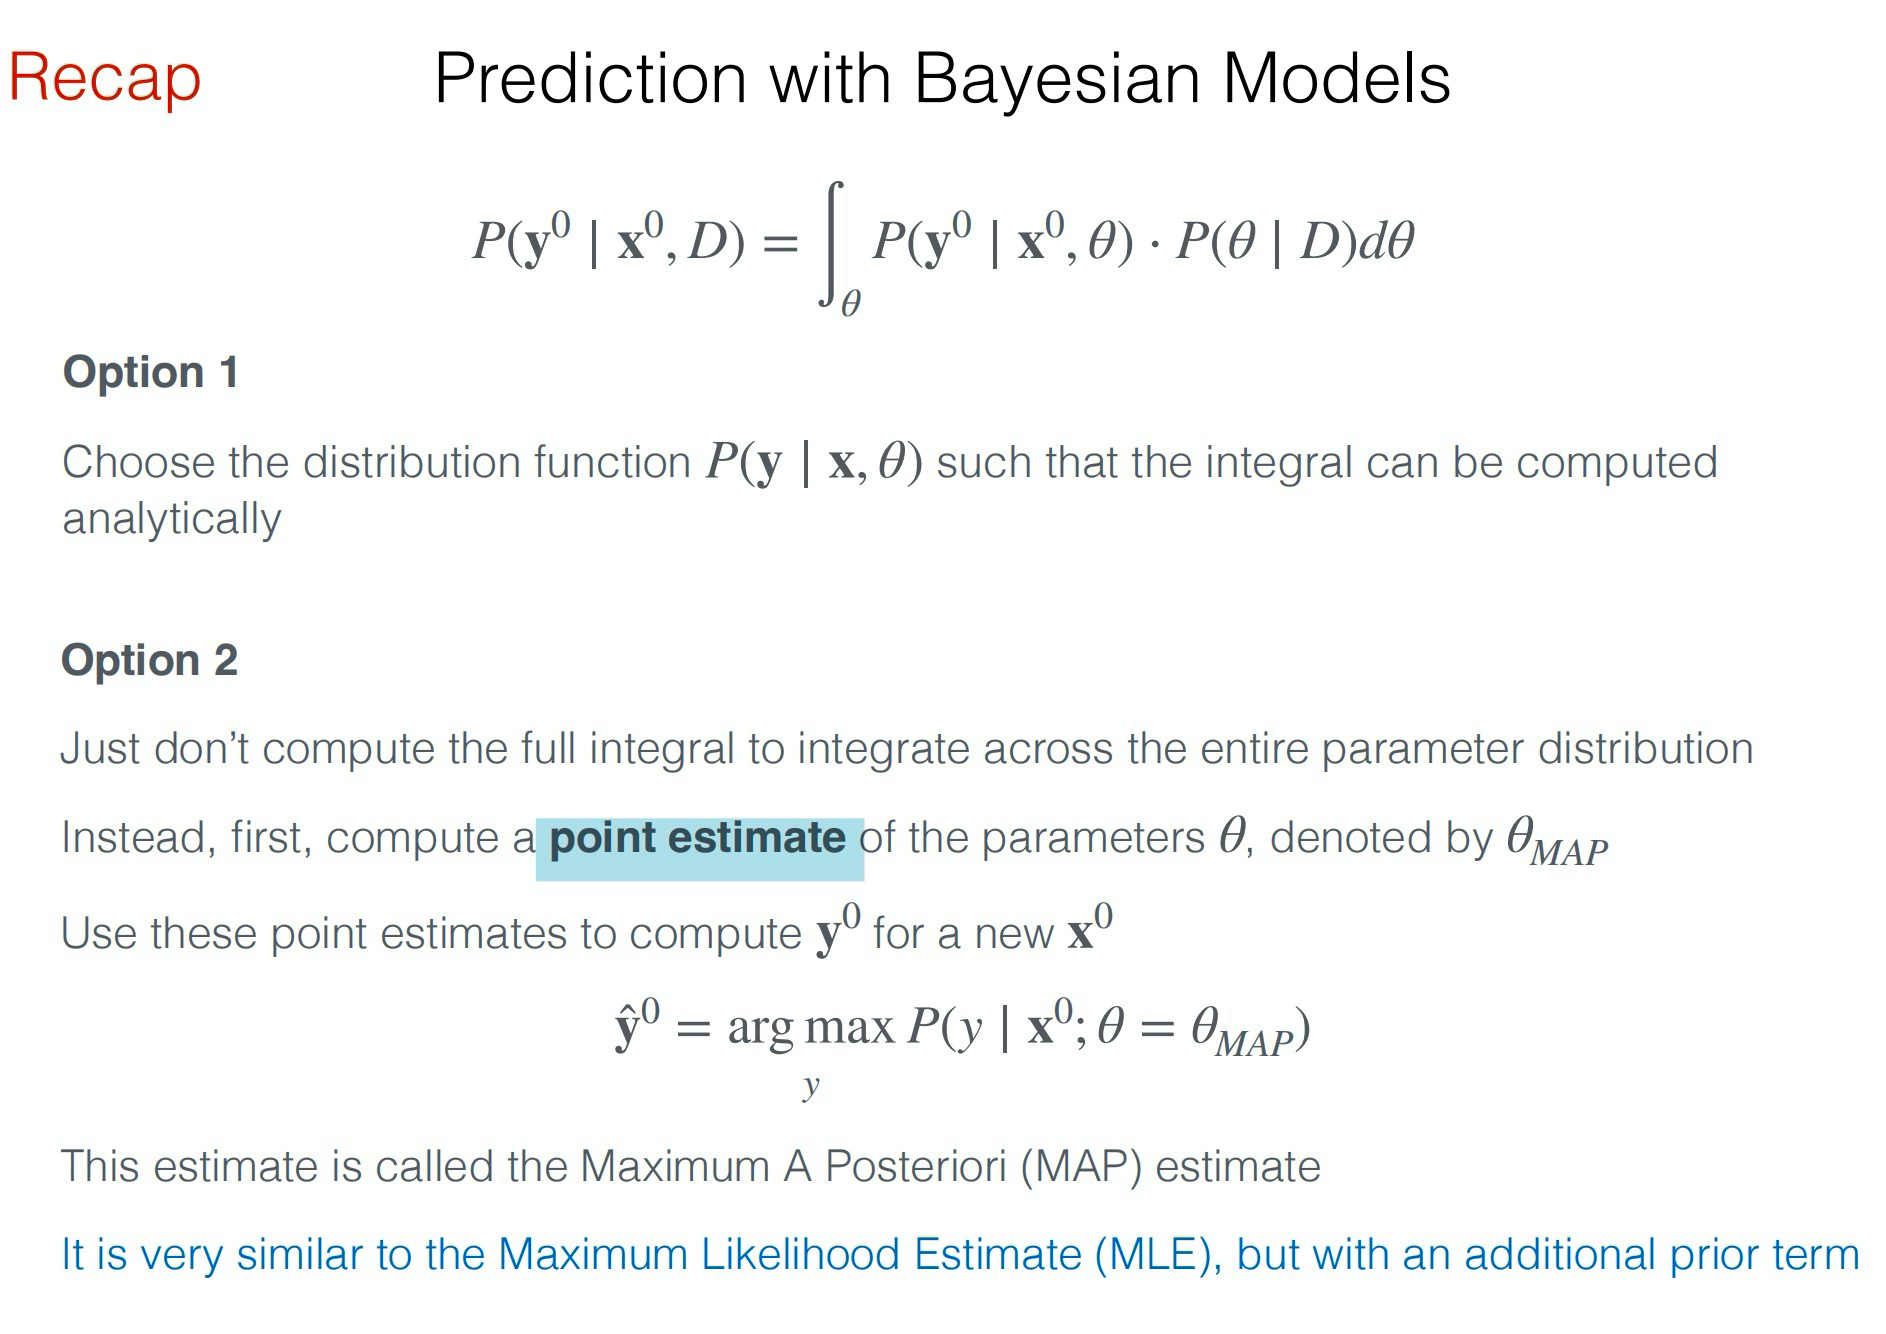 Recap
Prediction with Bayesian Models
P(y⁰ | x⁰, D) = ∫_θ P(y⁰ | x⁰, θ) · P(θ | D)dθ
Option 1
Choose the distribution function P(y | x, θ) such that the integral can be computed
analytically
Option 2
Just don't compute the full integral to integrate across the entire parameter distribution
Instead, first, compute a point estimate of the parameters θ, denoted by θ_MAP
Use these point estimates to compute y⁰ for a new x⁰
ŷ⁰ = arg max_y P(y | x⁰; θ = θ_MAP)
This estimate is called the Maximum A Posteriori (MAP) estimate
It is very similar to the Maximum Likelihood Estimate (MLE), but with an additional prior term